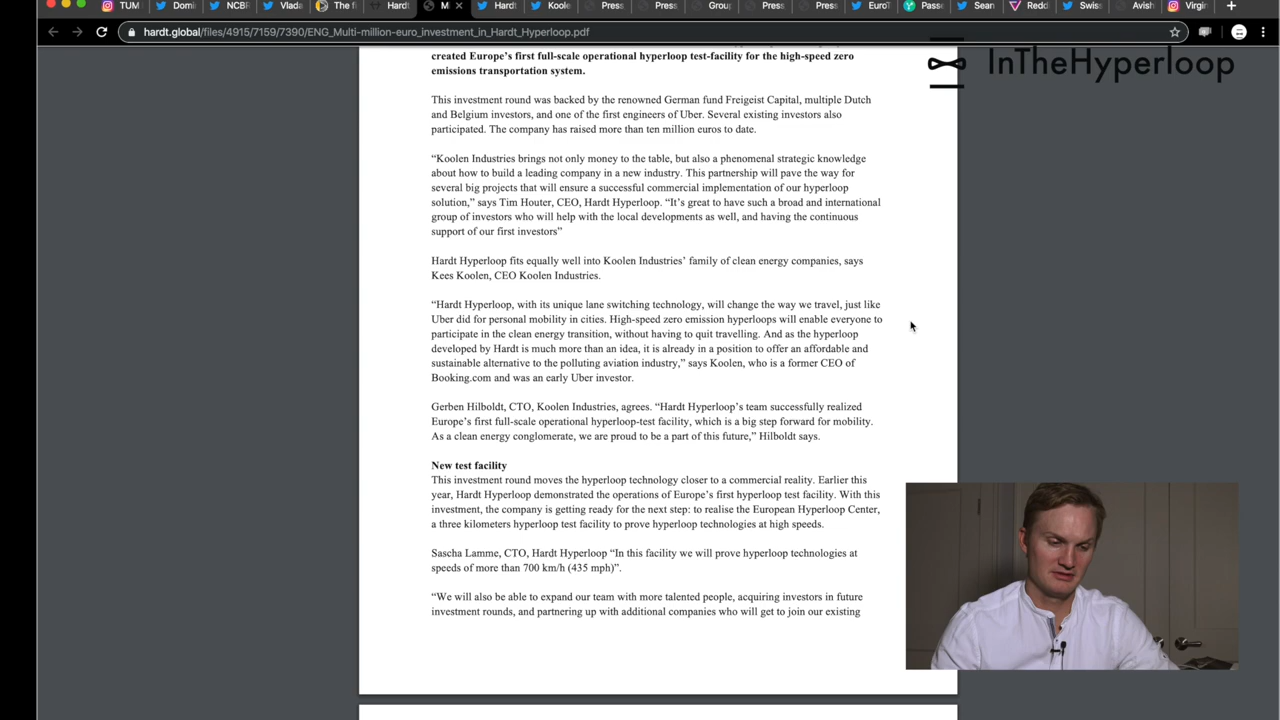 TUM
Domi
NCBF
Vlada
The f
Hardt
M
Hardt
Koele
Press
Press
Group
Press
EuroT
Passe
Sean
Redd
Swiss
Avish
Virgi
hardt.global/files/4915/7159/7390/ENG_Multi-million-euro_investment_in_Hardt_Hyperloop.pdf
InTheHyperloop
created Europe's first full-scale operational hyperloop test-facility for the high-speed zero
emissions transportation system.
This investment round was backed by the renowned German fund Freigeist Capital, multiple Dutch
and Belgium investors, and one of the first engineers of Uber. Several existing investors also
participated. The company has raised more than ten million euros to date.
“Koolen Industries brings not only money to the table, but also a phenomenal strategic knowledge
about how to build a leading company in a new industry. This partnership will pave the way for
several big projects that will ensure a successful commercial implementation of our hyperloop
solution,” says Tim Houter, CEO, Hardt Hyperloop. “It’s great to have such a broad and international
group of investors who will help with the local developments as well, and having the continuous
support of our first investors”
Hardt Hyperloop fits equally well into Koolen Industries’ family of clean energy companies, says
Kees Koolen, CEO Koolen Industries.
“Hardt Hyperloop, with its unique lane switching technology, will change the way we travel, just like
Uber did for personal mobility in cities. High-speed zero emission hyperloops will enable everyone to
participate in the clean energy transition, without having to quit travelling. And as the hyperloop
developed by Hardt is much more than an idea, it is already in a position to offer an affordable and
sustainable alternative to the polluting aviation industry,” says Koolen, who is a former CEO of
Booking.com and was an early Uber investor.
Gerben Hilboldt, CTO, Koolen Industries, agrees. “Hardt Hyperloop’s team successfully realized
Europe’s first full-scale operational hyperloop-test facility, which is a big step forward for mobility.
As a clean energy conglomerate, we are proud to be a part of this future,” Hilboldt says.
New test facility
This investment round moves the hyperloop technology closer to a commercial reality. Earlier this
year, Hardt Hyperloop demonstrated the operations of Europe’s first hyperloop test facility. With this
investment, the company is getting ready for the next step: to realise the European Hyperloop Center,
a three kilometers hyperloop test facility to prove hyperloop technologies at high speeds.
Sascha Lamme, CTO, Hardt Hyperloop “In this facility we will prove hyperloop technologies at
speeds of more than 700 km/h (435 mph)”.
“We will also be able to expand our team with more talented people, acquiring investors in future
investment rounds, and partnering up with additional companies who will get to join our existing